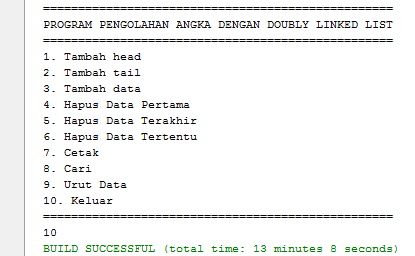 ==================================================
PROGRAM PENGOLAHAN ANGKA DENGAN DOUBLY LINKED LIST
==================================================
1. Tambah head
2. Tambah tail
3. Tambah data
4. Hapus Data Pertama
5. Hapus Data Terakhir
6. Hapus Data Tertentu
7. Cetak
8. Cari
9. Urut Data
10. Keluar
==================================================
10
BUILD SUCCESSFUL (total time: 13 minutes 8 seconds)